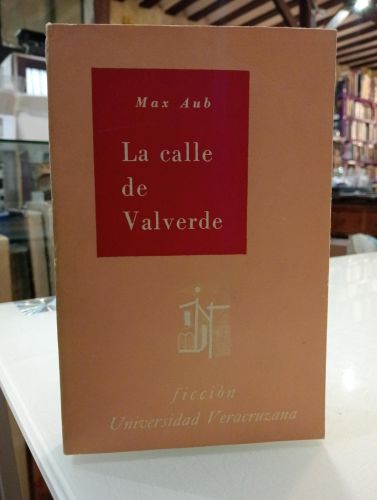 Max Aub
La calle
de
Valverde
ficción
Universidad Veracruzana